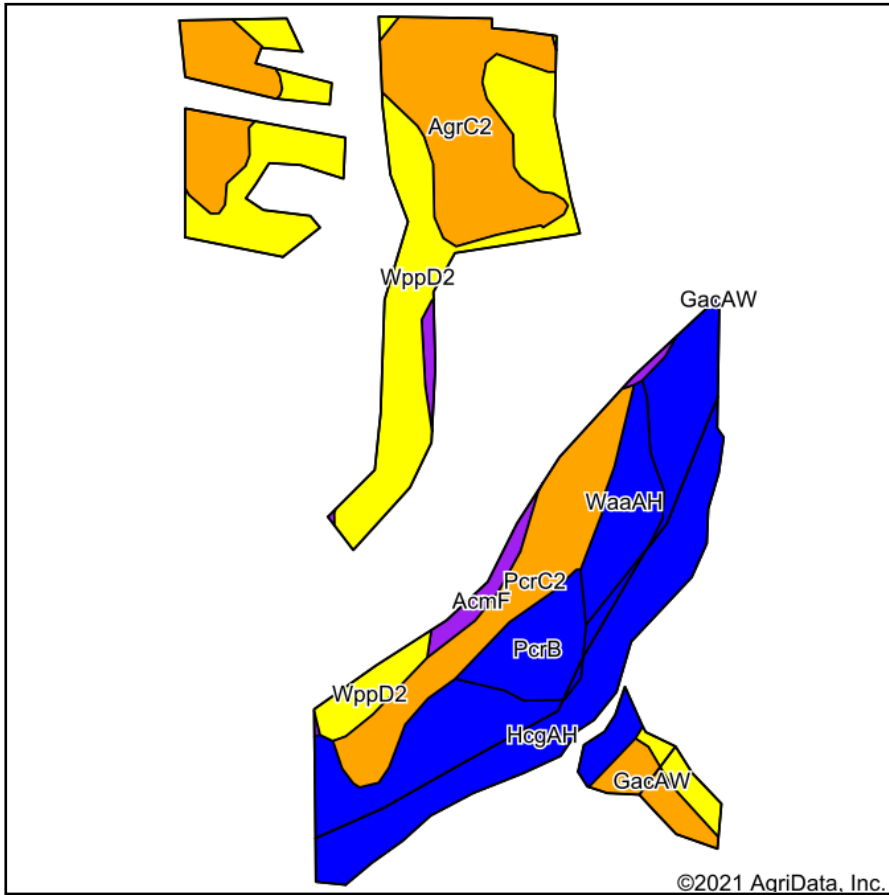 AgrC2
WppD2
GacAW
WaaAH
PcrC2
AcmF
PcrB
WppD2
HcgAH
GacAW
©2021 AgriData, Inc.